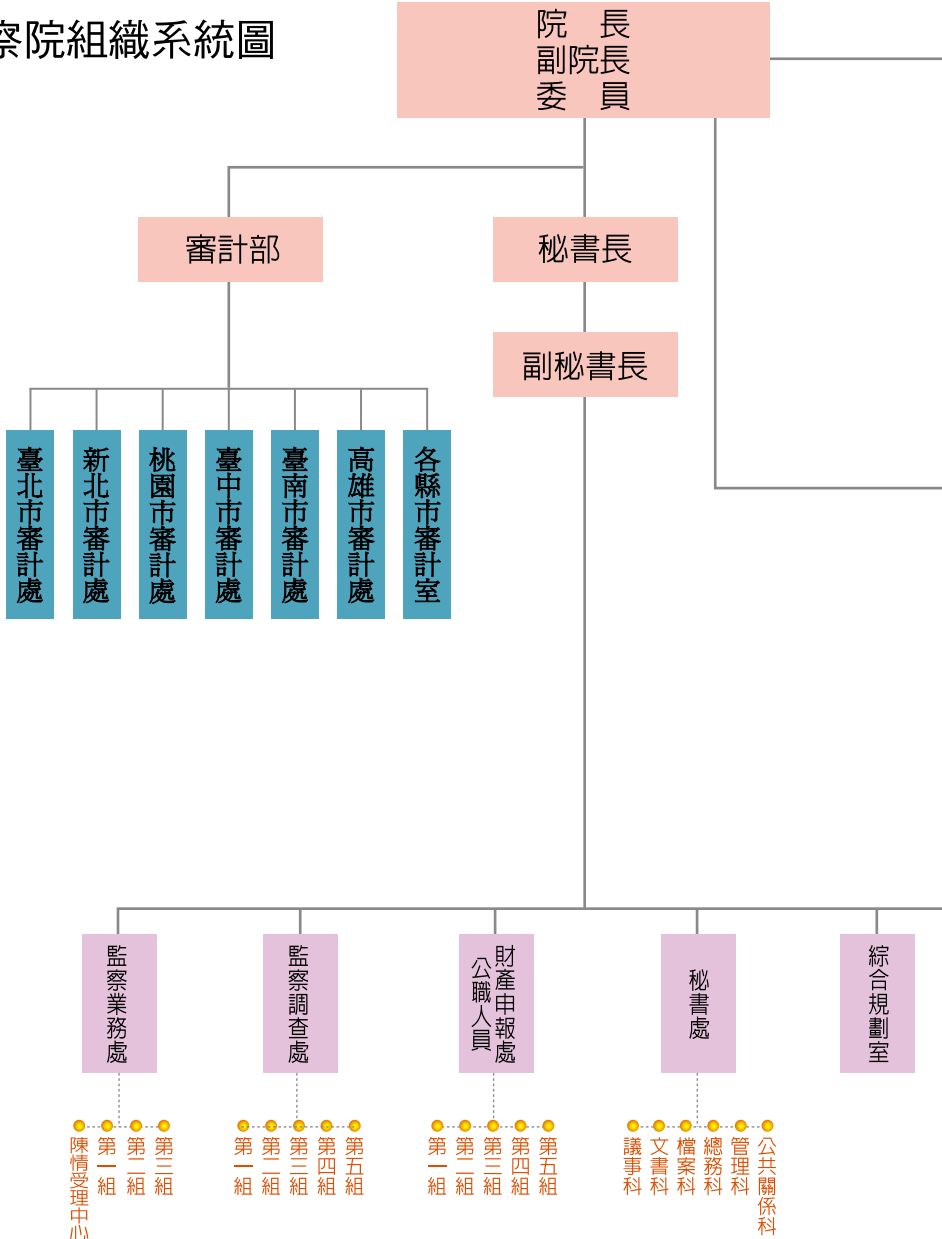 察院組織系統圖
院　長
副院長
委　員
審計部
秘書長
副秘書長
臺北市審計處
新北市審計處
桃園市審計處
臺中市審計處
臺南市審計處
高雄市審計處
各縣市審計室
監察業務處
監察調查處
公職人員
財產申報處
秘書處
綜合規劃室
陳情受理中心
第一組
第二組
第三組
第一組
第二組
第三組
第四組
第五組
第一組
第二組
第三組
第四組
第五組
議事科
文書科
檔案科
總務科
管理科
公共關係科